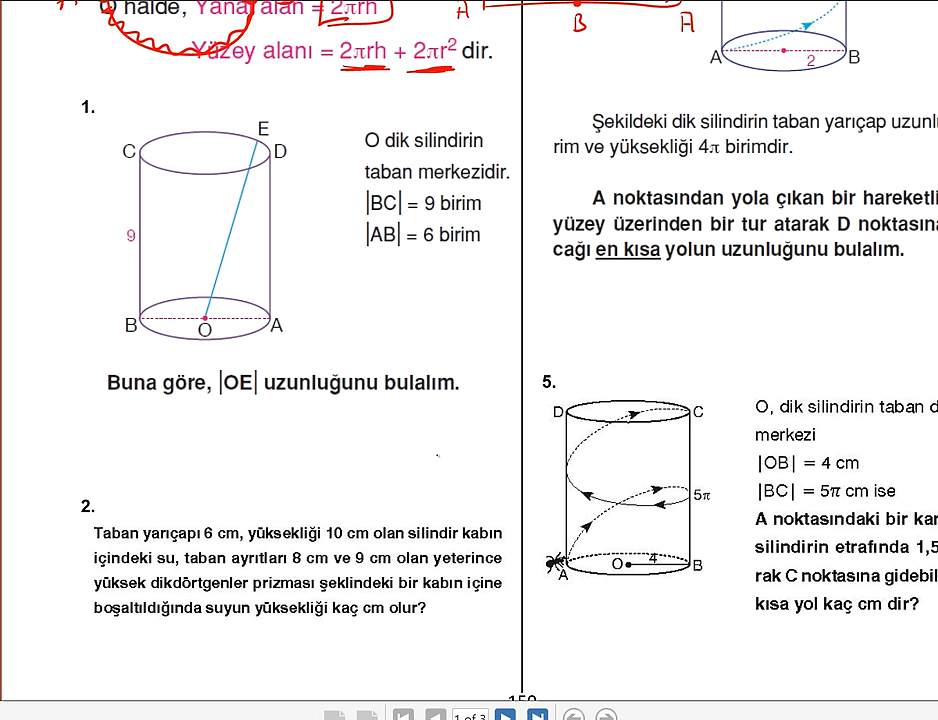 O halde, Yanal alan = 2πrh
Yüzey alanı = 2πrh + 2πr² dir.
1.
E
C
D
9
B
O
A
O dik silindirin
taban merkezidir.
|BC| = 9 birim
|AB| = 6 birim
Buna göre, |OE| uzunluğunu bulalım.
2.
Taban yarıçapı 6 cm, yüksekliği 10 cm olan silindir kabın
içindeki su, taban ayrıtları 8 cm ve 9 cm olan yeterince
yüksek dikdörtgenler prizması şeklindeki bir kabın içine
boşaltıldığında suyun yüksekliği kaç cm olur?
A
B
A
A
2
B
Şekildeki dik silindirin taban yarıçap uzunlu
rim ve yüksekliği 4π birimdir.
A noktasından yola çıkan bir hareketli
yüzey üzerinden bir tur atarak D noktasına
cağı en kısa yolun uzunluğunu bulalım.
5.
D
C
5π
A
O
4
B
O, dik silindirin taban d
merkezi
|OB| = 4 cm
|BC| = 5π cm ise
A noktasındaki bir kar
silindirin etrafında 1,5
rak C noktasına gidebil
kısa yol kaç cm dir?
1 of 3